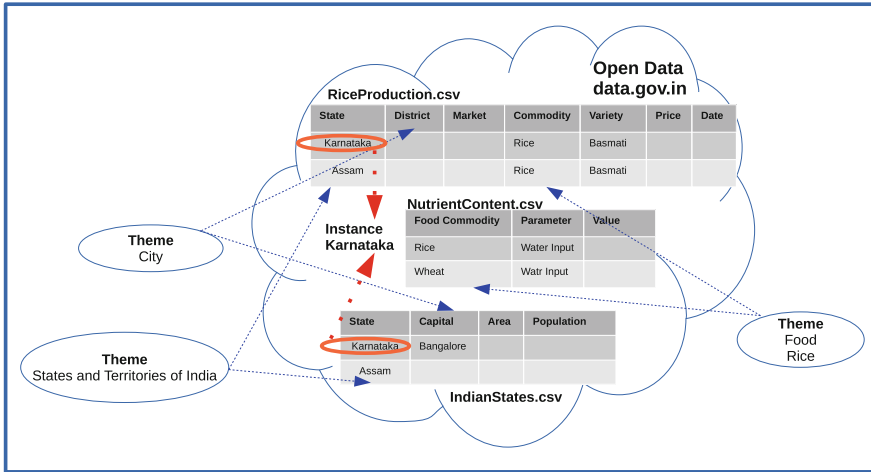 Open Data
data.gov.in
RiceProduction.csv
State District Market Commodity Variety Price Date
Karnataka Rice Basmati
Assam Rice Basmati
NutrientContent.csv
Food Commodity Parameter Value
Rice Water Input
Wheat Watr Input
Instance
Karnataka
Theme
City
State Capital Area Population
Karnataka Bangalore
Assam
IndianStates.csv
Theme
States and Territories of India
Theme
Food
Rice